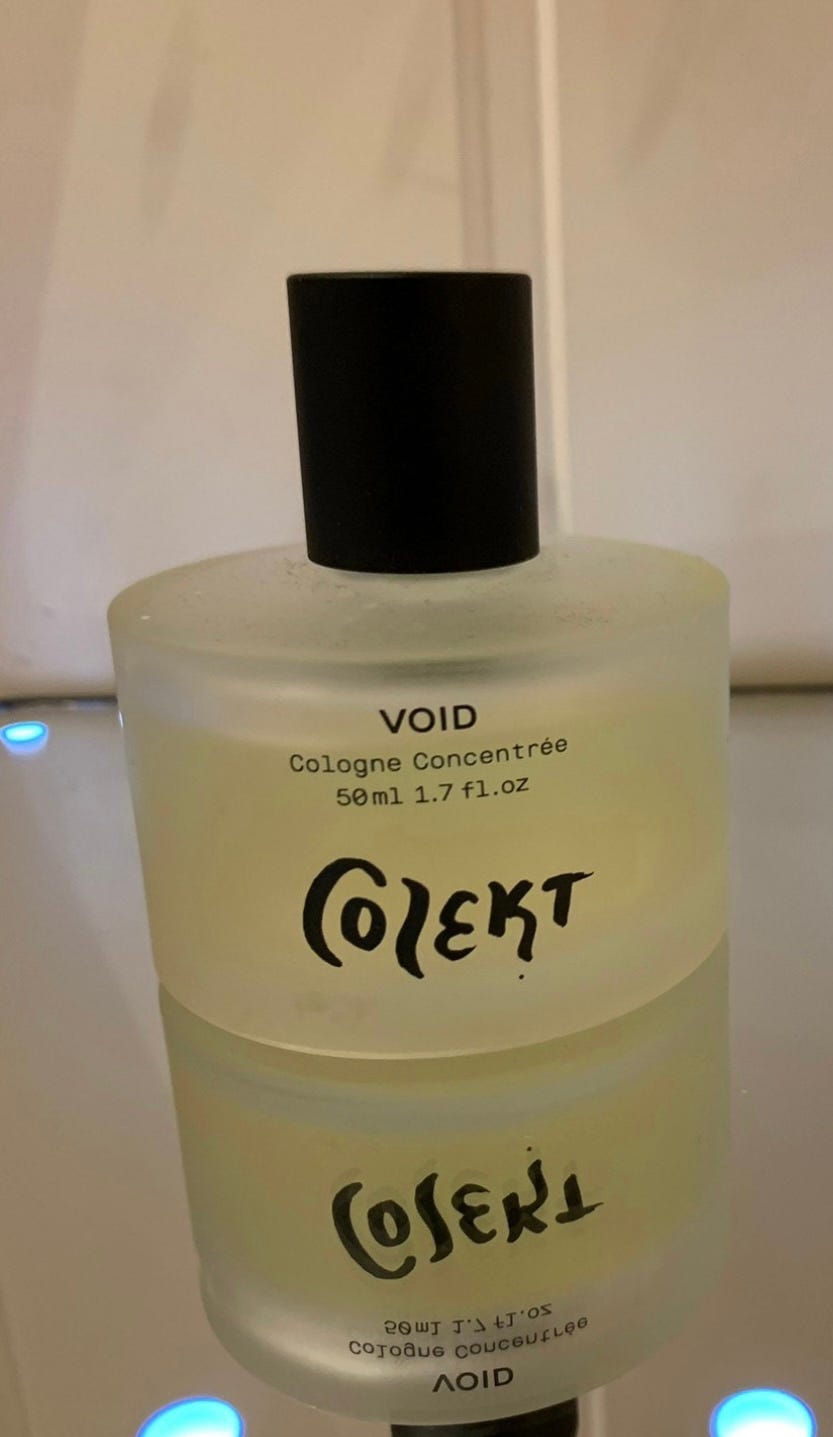 VOID
Cologne Concentrée
50ml 1.7 fl.oz
COLEKT